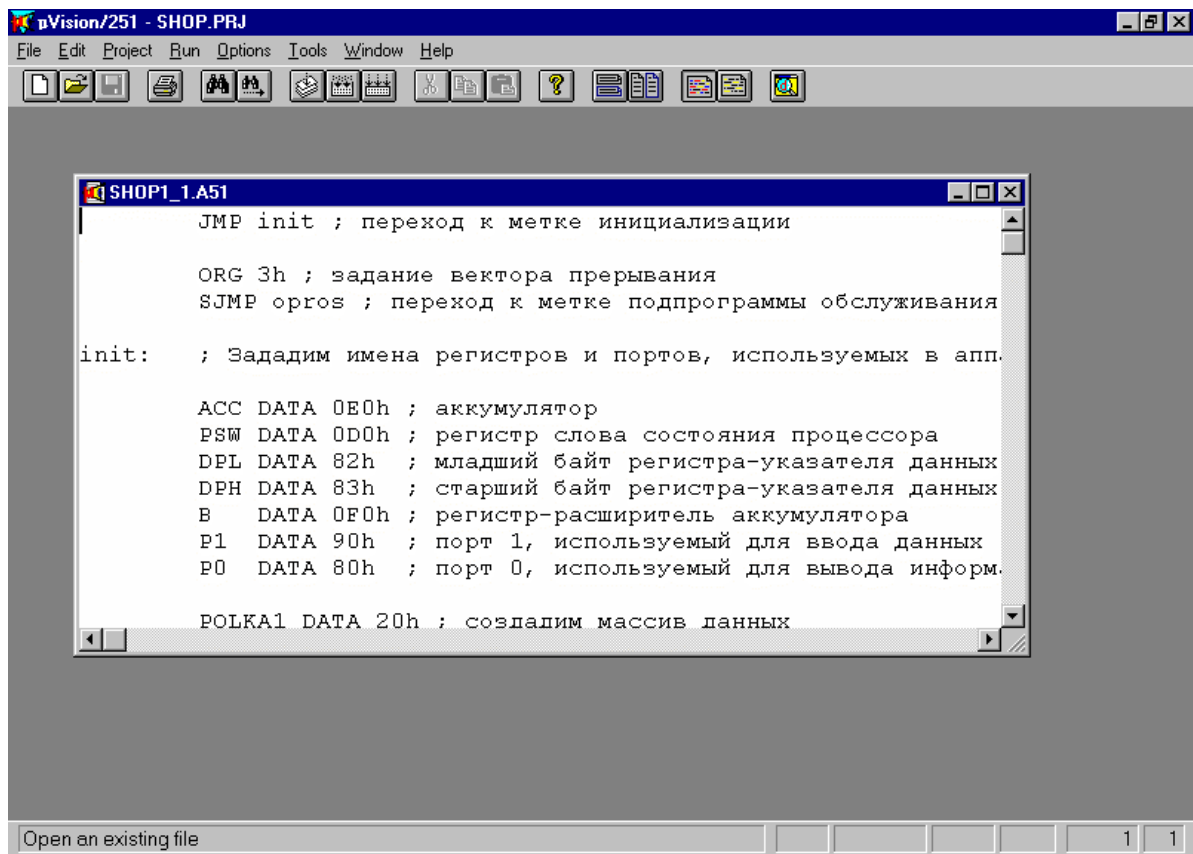 µVision/251 - SHOP.PRJ
File Edit Project Run Options Tools Window Help
SHOP1_1.A51
JMP init ; переход к метке инициализации
ORG 3h ; задание вектора прерывания
SJMP opros ; переход к метке подпрограммы обслуживания
init: ; Зададим имена регистров и портов, используемых в апп
ACC DATA 0E0h ; аккумулятор
PSW DATA 0D0h ; регистр слова состояния процессора
DPL DATA 82h ; младший байт регистра-указателя данных
DPH DATA 83h ; старший байт регистра-указателя данных
B DATA 0F0h ; регистр-расширитель аккумулятора
P1 DATA 90h ; порт 1, используемый для ввода данных
P0 DATA 80h ; порт 0, используемый для вывода информ
POLKA1 DATA 20h ; создадим массив данных
Open an existing file 1 1